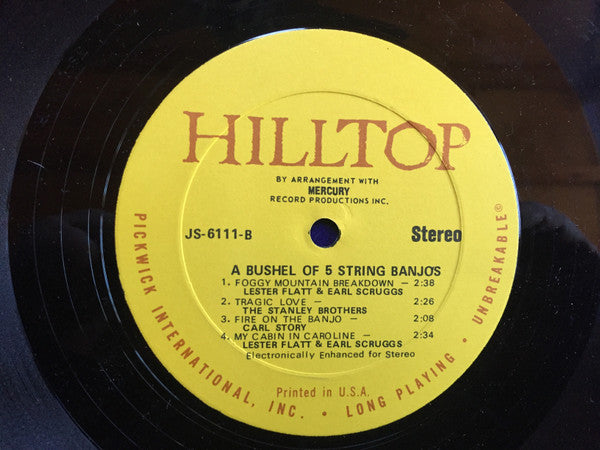 HILLTOP
BY ARRANGEMENT WITH
MERCURY
RECORD PRODUCTIONS INC.
JS-6111-B
Stereo
A BUSHEL OF 5 STRING BANJO'S
1. FOGGY MOUNTAIN BREAKDOWN – 2:38
LESTER FLATT & EARL SCRUGGS
2. TRAGIC LOVE – 2:26
THE STANLEY BROTHERS
3. FIRE ON THE BANJO – 2:08
CARL STORY
4. MY CABIN IN CAROLINE – 2:34
LESTER FLATT & EARL SCRUGGS
Electronically Enhanced for Stereo
Printed in U.S.A.
PICKWICK INTERNATIONAL, INC. • LONG PLAYING • UNBREAKABLE®